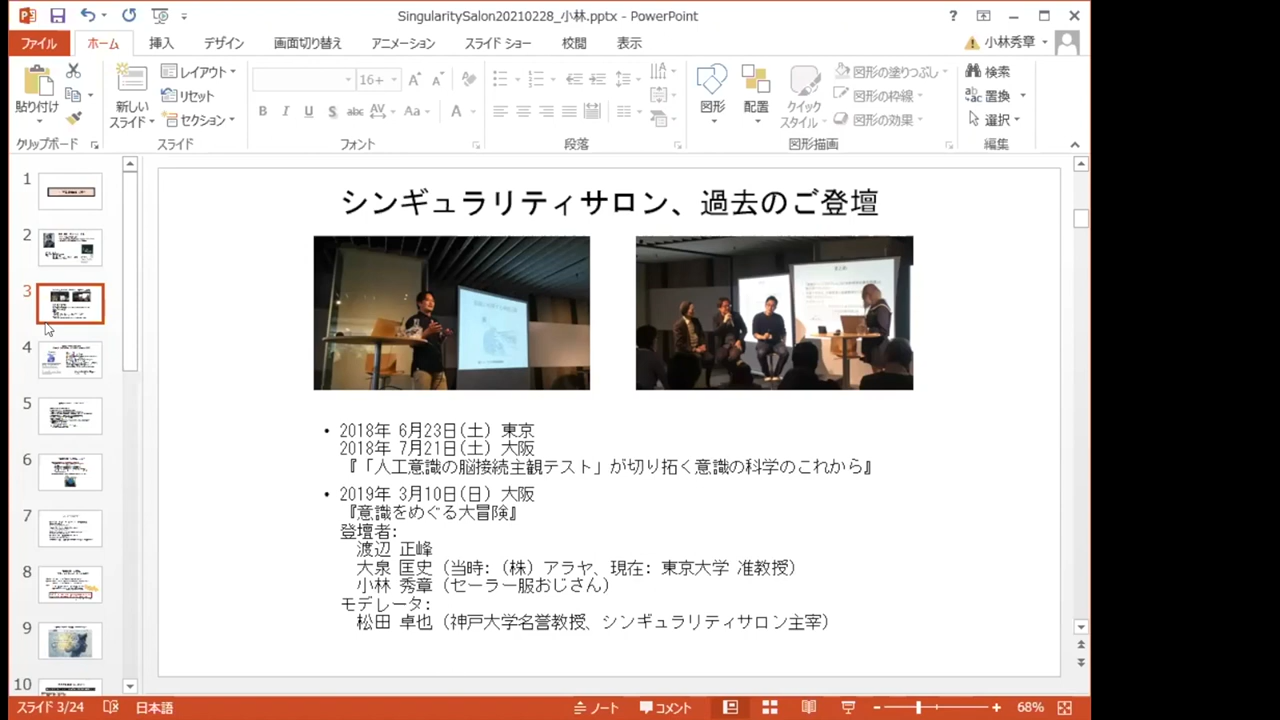 SingularitySalon20210228_小林.pptx - PowerPoint
ファイル ホーム 挿入 デザイン 画面切り替え アニメーション スライド ショー 校閲 表示 小林秀章
貼り付け
新しい
スライド
レイアウト
リセット
セクション
16+
B I U S abc AV Aa A
図形
配置
クイック
スタイル
図形の塗りつぶし
図形の枠線
図形の効果
検索
置換
選択
クリップボード スライド フォント 段落 図形描画 編集
1
2
3
4
5
6
7
8
9
10
シンギュラリティサロン、過去のご登壇
• 2018年 6月23日(土) 東京
2018年 7月21日(土) 大阪
『「人工意識の脳接続主観テスト」が切り拓く意識の科学のこれから』
• 2019年 3月10日(日) 大阪
『意識をめぐる大冒険』
登壇者:
渡辺 正峰
大泉 匡史(当時: (株) アラヤ、現在: 東京大学 准教授)
小林 秀章(セーラー服おじさん)
モデレータ:
松田 卓也(神戸大学名誉教授、シンギュラリティサロン主宰)
スライド 3/24 日本語 ノート コメント 68%